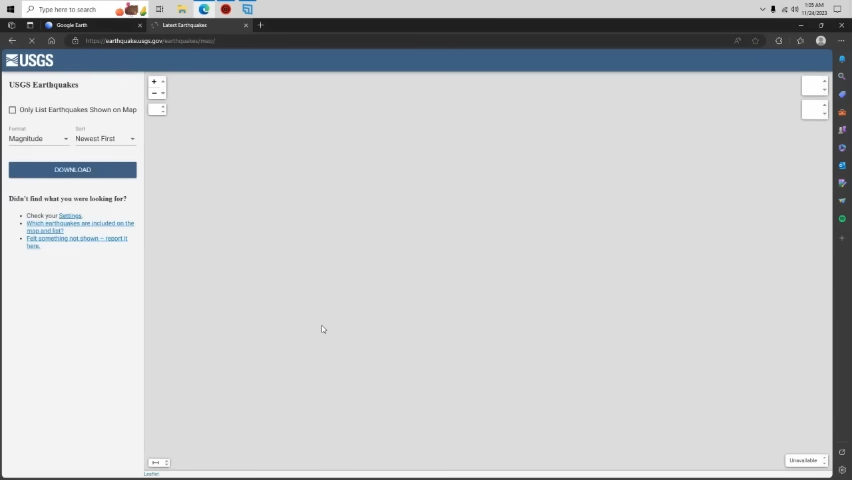 Type here to search
1:05 AM
11/24/2023
Google Earth
Latest Earthquakes
https://earthquake.usgs.gov/earthquakes/map/
USGS
USGS Earthquakes
Only List Earthquakes Shown on Map
Format
Sort
Magnitude
Newest First
DOWNLOAD
Didn't find what you were looking for?
Check your Settings.
Which earthquakes are included on the
map and list?
Felt something not shown – report it
here.
Unavailable
Leaflet